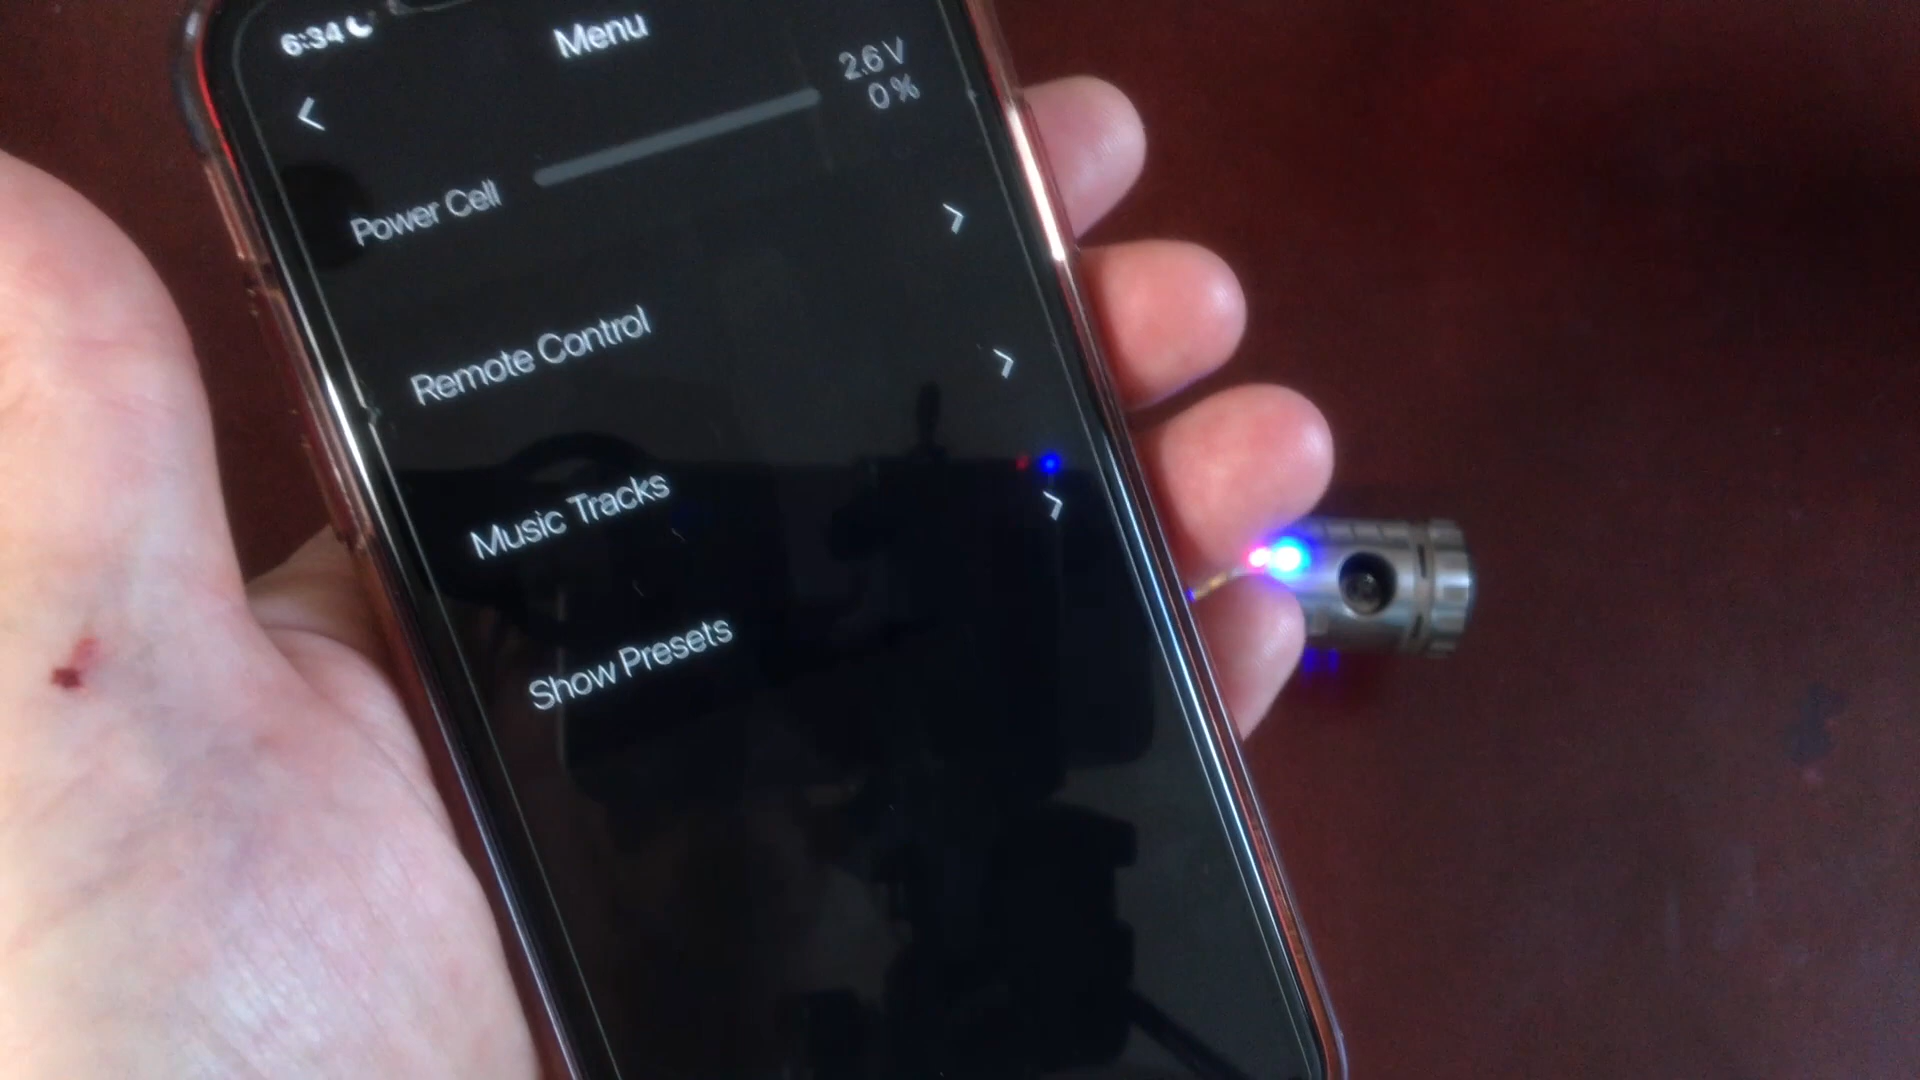 6:34
Menu
2.6 V
0 %
Power Cell
Remote Control
Music Tracks
Show Presets